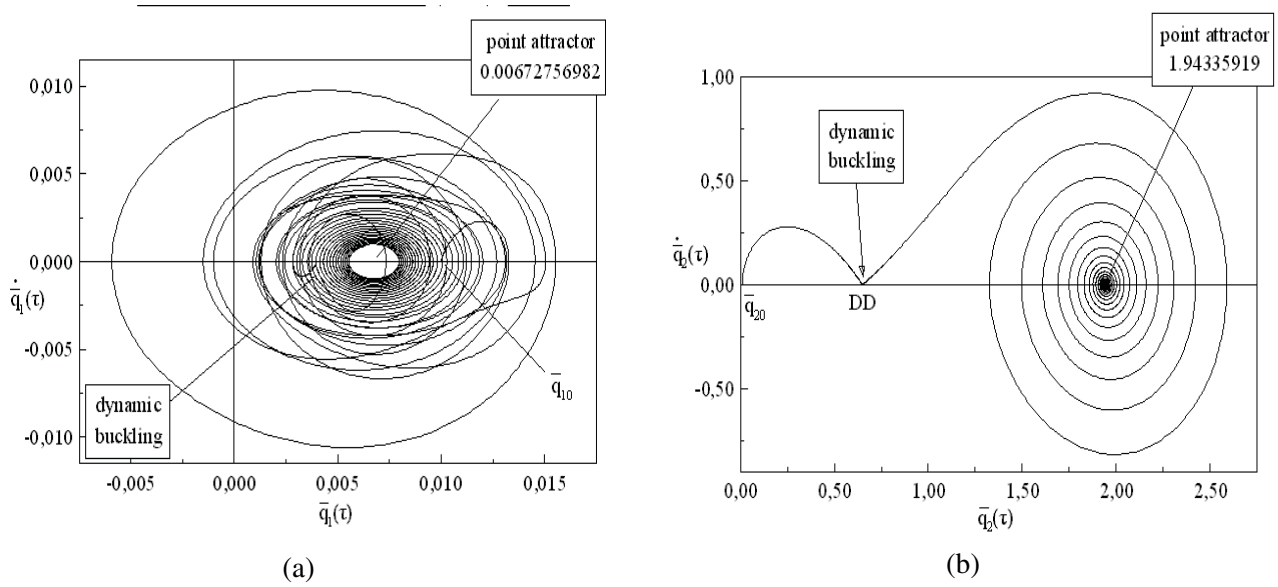 point attractor
0.00672756982
0,010
0,005
0,000
-0,005
-0,010
q̇̄₁(τ)
dynamic
buckling
q̄₁₀
-0,005 0,000 0,005 0,010 0,015
q̄₁(τ)
(a)
point attractor
1.94335919
1,00
0,50
0,00
-0,50
dynamic
buckling
q̇̄₂(τ)
q̄₂₀
DD
0,00 0,50 1,00 1,50 2,00 2,50
q̄₂(τ)
(b)